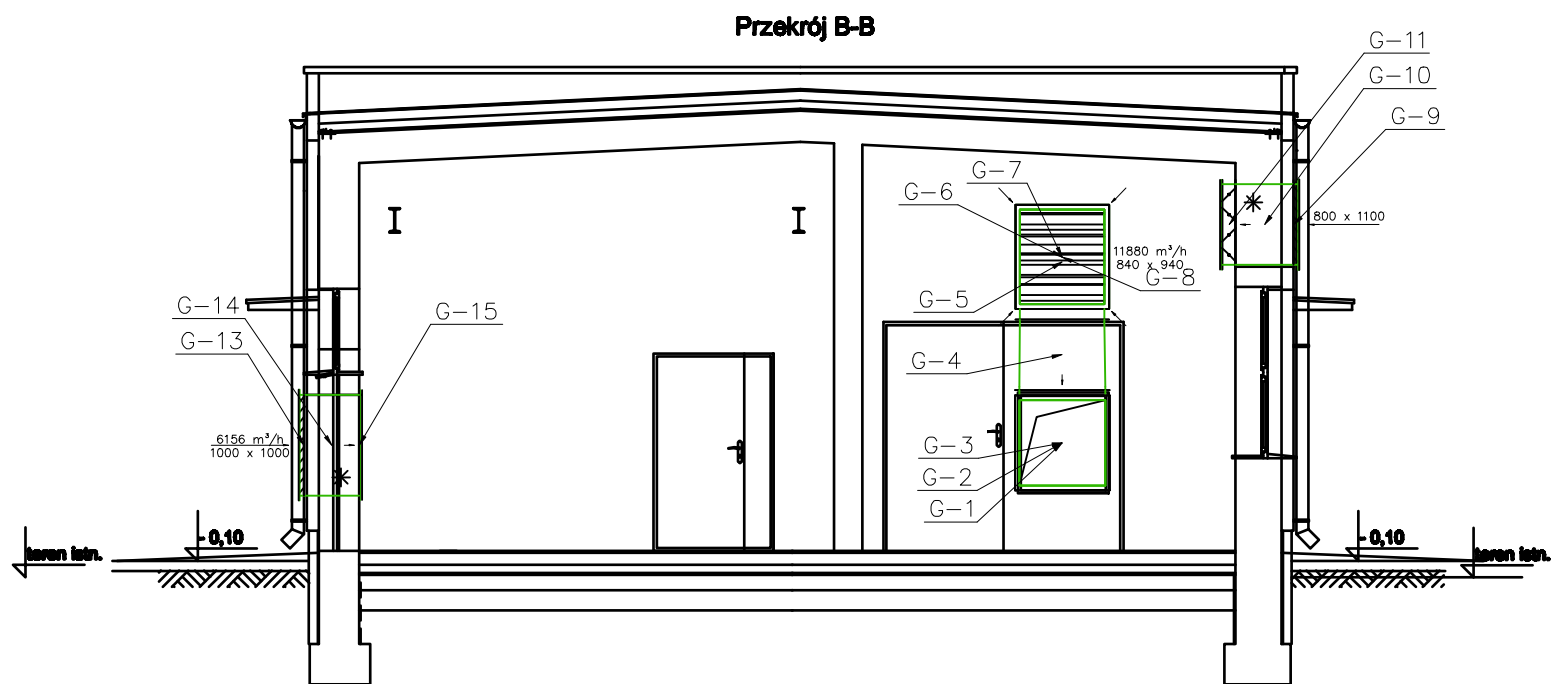 Przekrój B-B
G-11
G-10
G-9
G-7
G-6
I
I
800 x 1100
11880 m³/h
840 x 940
G-8
G-5
G-14
G-15
G-13
G-4
6156 m³/h
1000 x 1000
G-3
G-2
G-1
- 0,10
- 0,10
teren istn.
teren istn.